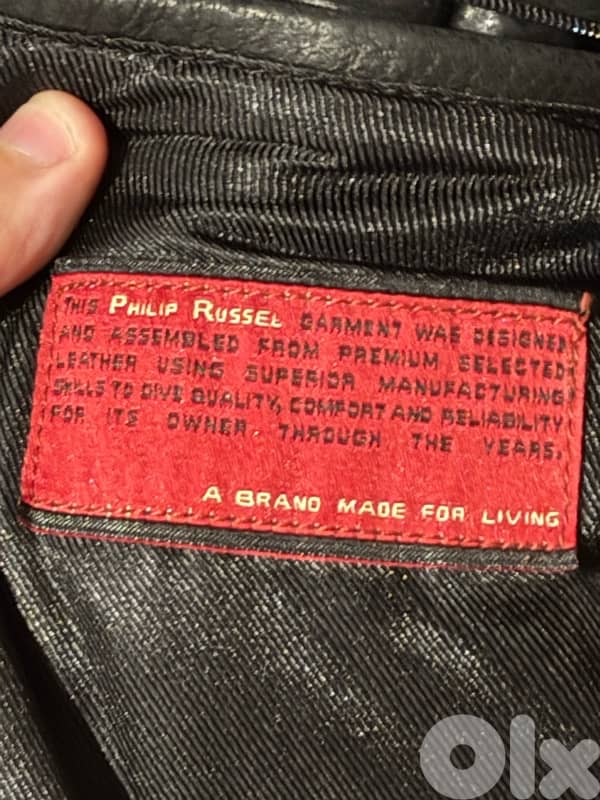 THIS PHILIP RUSSEL GARMENT WAS DESIGNED
AND ASSEMBLED FROM PREMIUM SELECTED
LEATHER USING SUPERIOR MANUFACTURING
SKILLS TO GIVE QUALITY, COMFORT AND RELIABILITY
FOR ITS OWNER THROUGH THE YEARS.
A BRAND MADE FOR LIVING
Olx